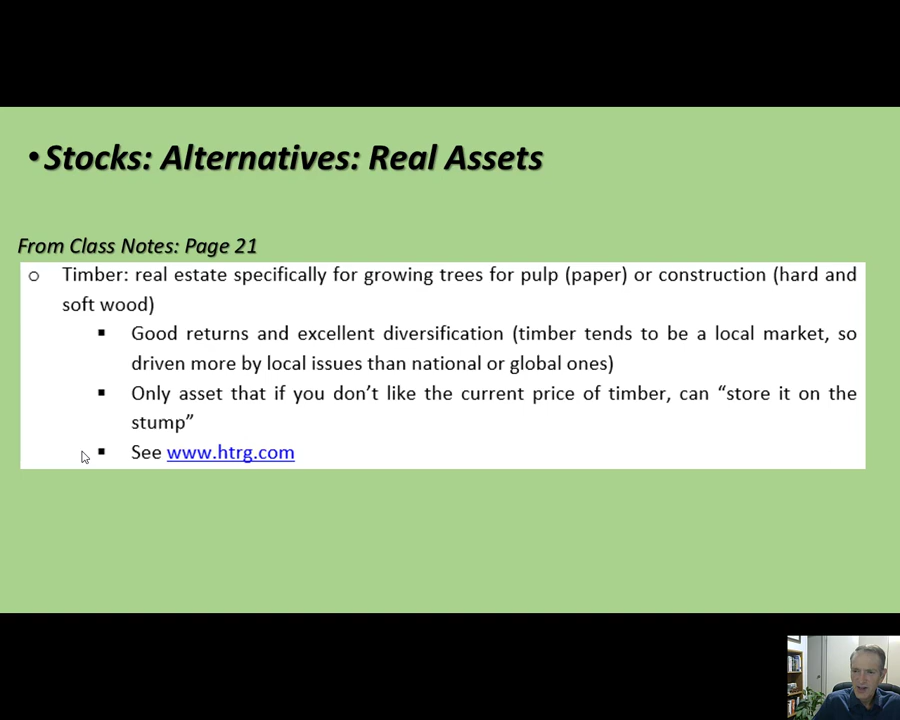 • Stocks: Alternatives: Real Assets
From Class Notes: Page 21
o Timber: real estate specifically for growing trees for pulp (paper) or construction (hard and
soft wood)
▪ Good returns and excellent diversification (timber tends to be a local market, so
driven more by local issues than national or global ones)
▪ Only asset that if you don’t like the current price of timber, can “store it on the
stump”
▪ See www.htrg.com